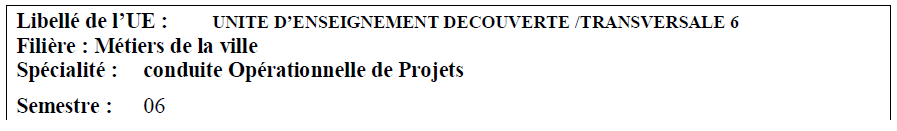 Libellé de l’UE : UNITE D’ENSEIGNEMENT DECOUVERTE /TRANSVERSALE 6
Filière : Métiers de la ville
Spécialité : conduite Opérationnelle de Projets
Semestre : 06